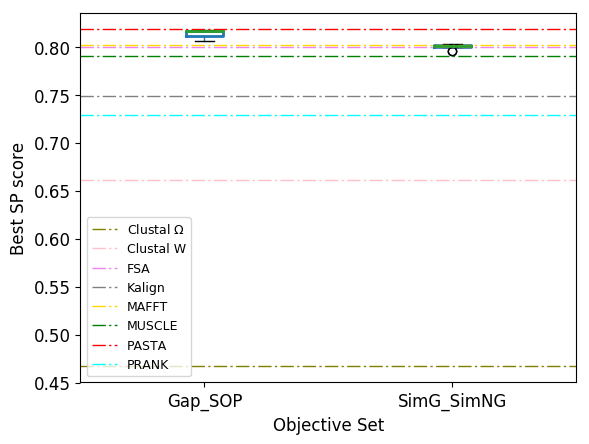 Best SP score
0.80
0.75
0.70
0.65
0.60
0.55
0.50
0.45
Clustal Ω
Clustal W
FSA
Kalign
MAFFT
MUSCLE
PASTA
PRANK
Gap_SOP
SimG_SimNG
Objective Set